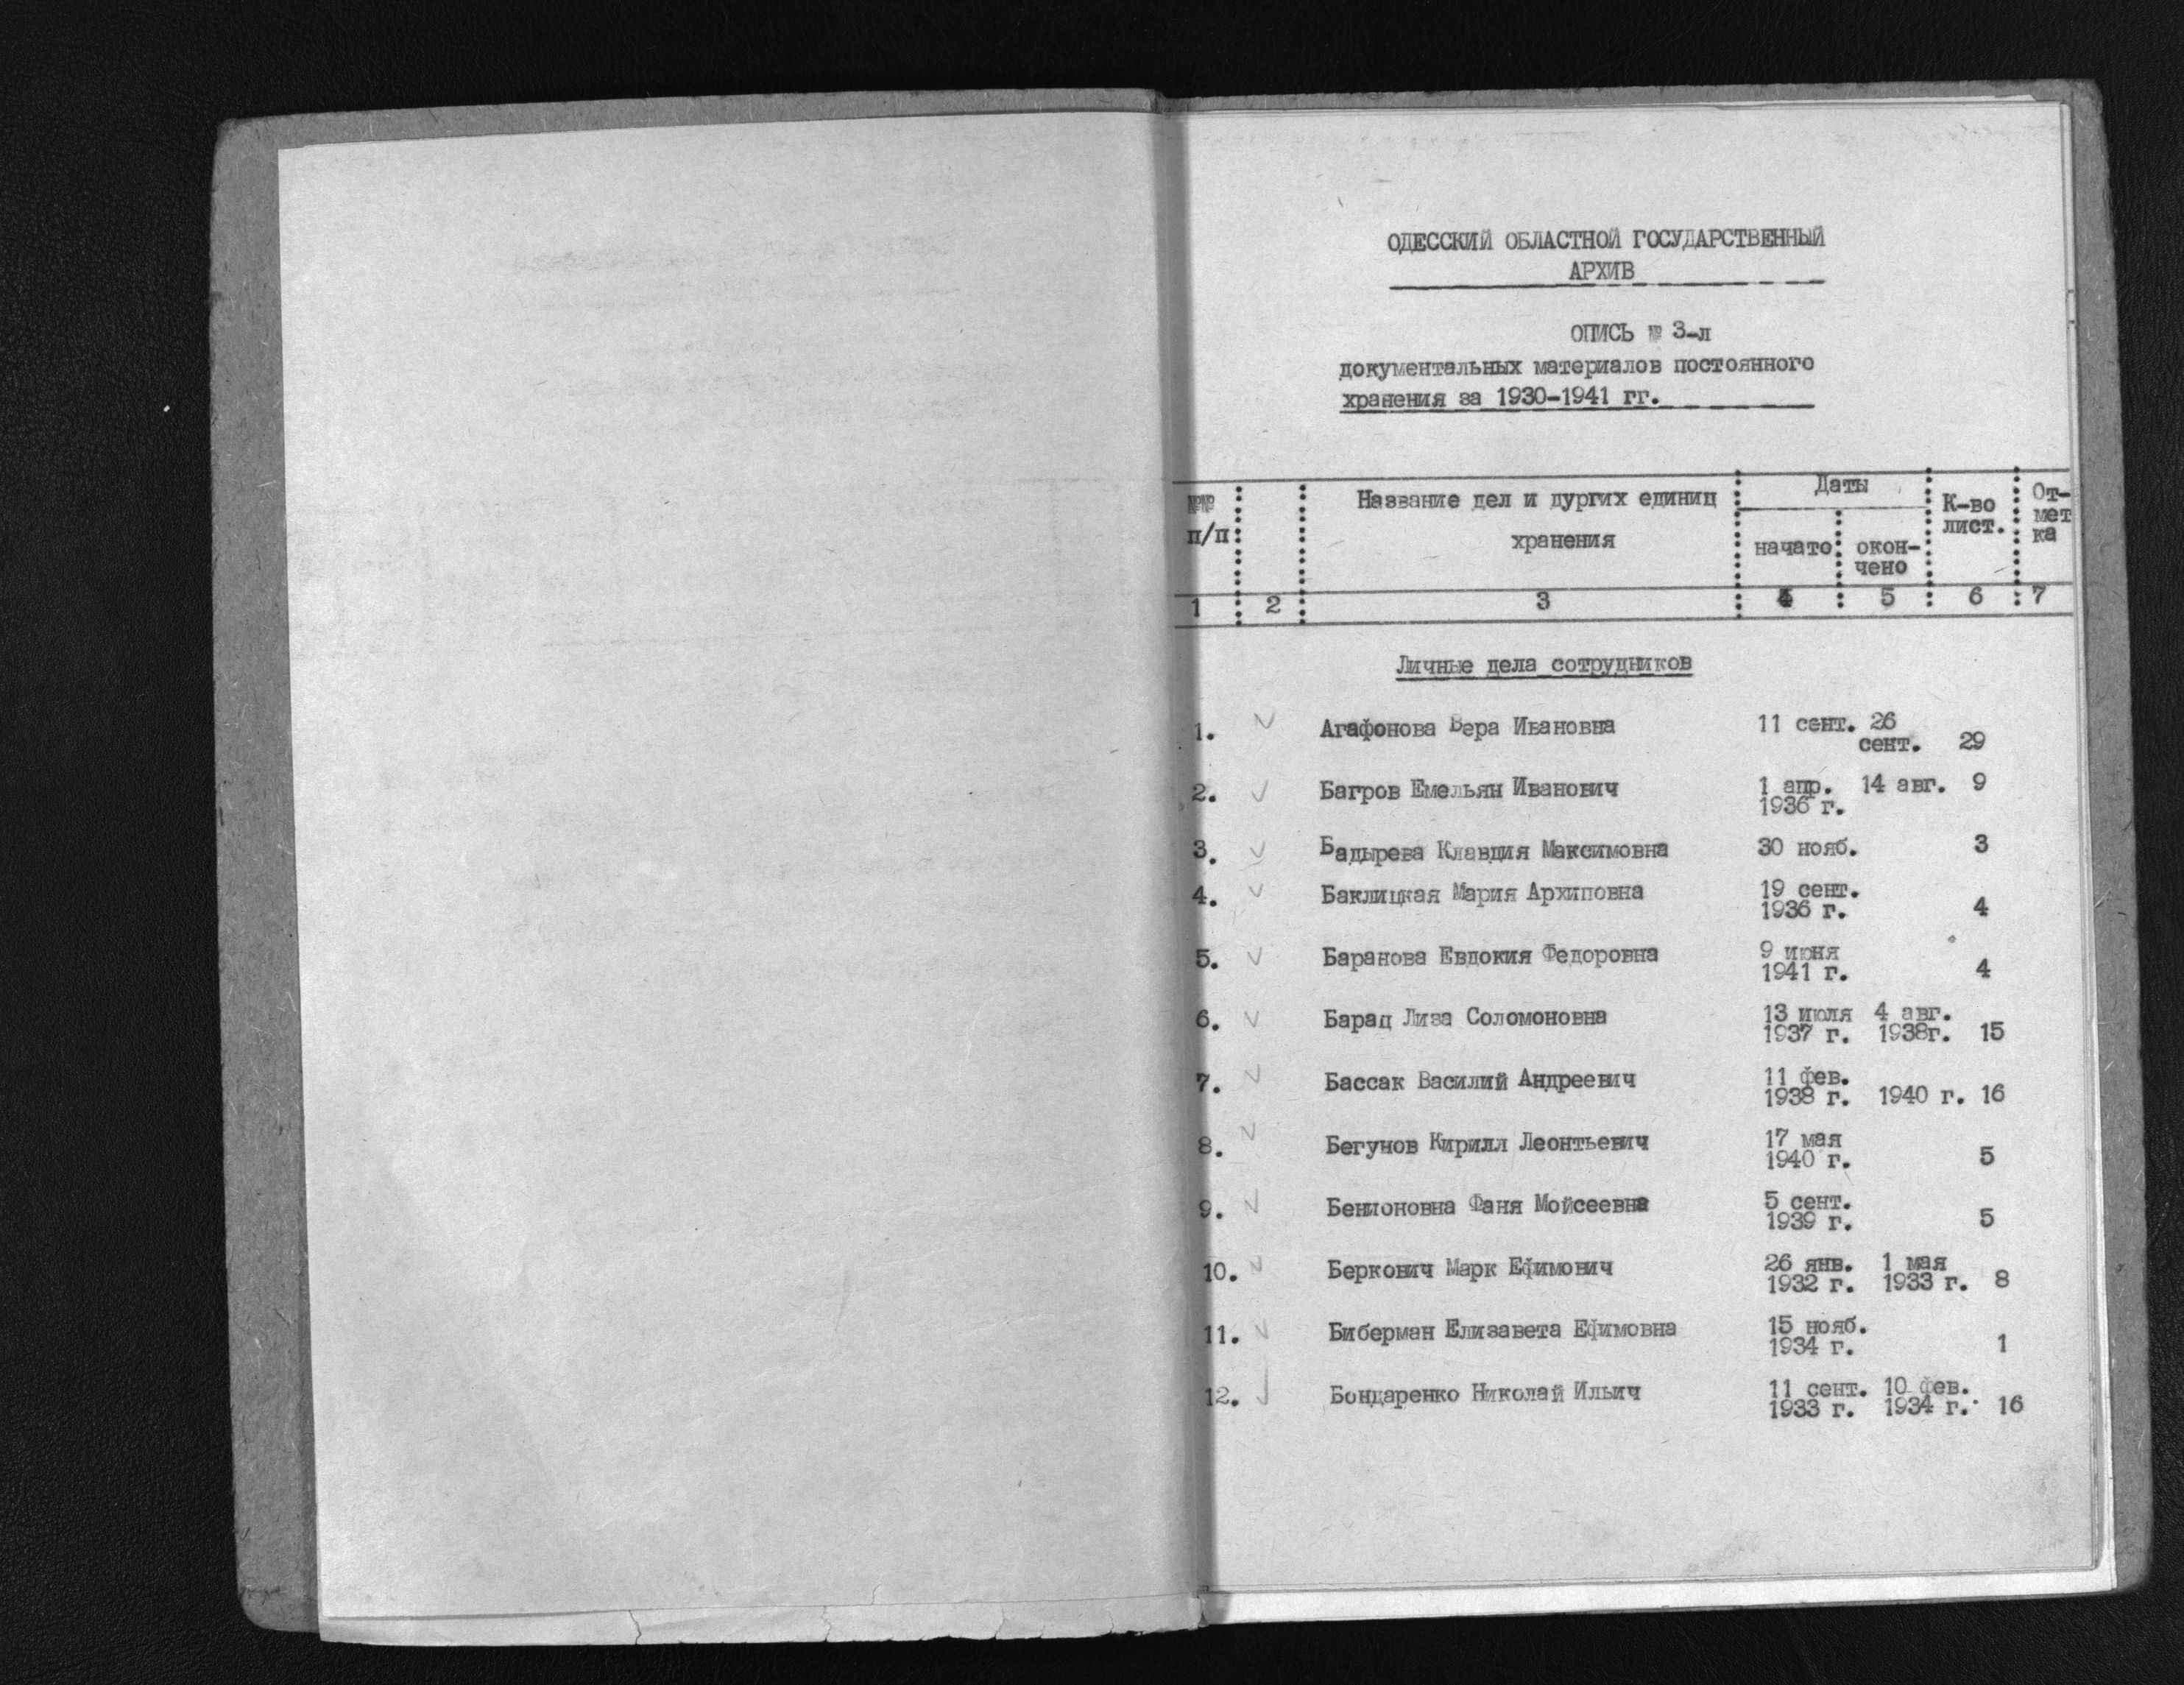 ОДЕССКИЙ ОБЛАСТНОЙ ГОСУДАРСТВЕННЫЙ
АРХИВ
ОПИСЬ № 3-л
документальных материалов постоянного
хранения за 1930-1941 гг.
№№ п/п Название дел и дургих единиц хранения Даты начато окон-чено К-во лист. От-мет ка
1 2 3 4 5 6 7
Личные дела сотрудников
1. Агафонова Вера Ивановна 11 сент. 26
сент. 29
2. Багров Емельян Иванович 1 апр. 14 авг. 9
1936 г.
3. Бадырева Клавдия Максимовна 30 нояб. 3
4. Баклицкая Мария Архиповна 19 сент.
1936 г. 4
5. Баранова Евдокия Федоровна 9 июня
1941 г. 4
6. Барад Лиза Соломоновна 13 июля 4 авг.
1937 г. 1938г. 15
7. Бассак Василий Андреевич 11 фев.
1938 г. 1940 г. 16
8. Бегунов Кирилл Леонтьевич 17 мая
1940 г. 5
9. Бенионовна Фаня Мойсеевна 5 сент.
1939 г. 5
10. Беркович Марк Ефимович 26 янв. 1 мая
1932 г. 1933 г. 8
11. Биберман Елизавета Ефимовна 15 нояб.
1934 г. 1
12. Бондаренко Николай Ильич 11 сент. 10 фев.
1933 г. 1934 г. 16